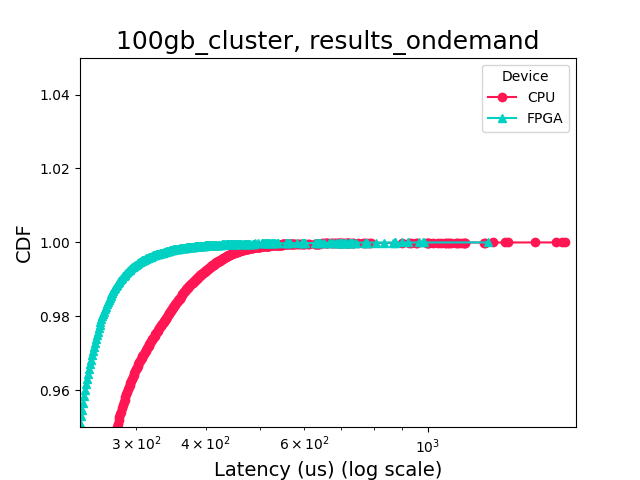 100gb_cluster, results_ondemand
Device
CPU
FPGA
CDF
1.04
1.02
1.00
0.98
0.96
3 × 10²
4 × 10²
6 × 10²
10³
Latency (us) (log scale)